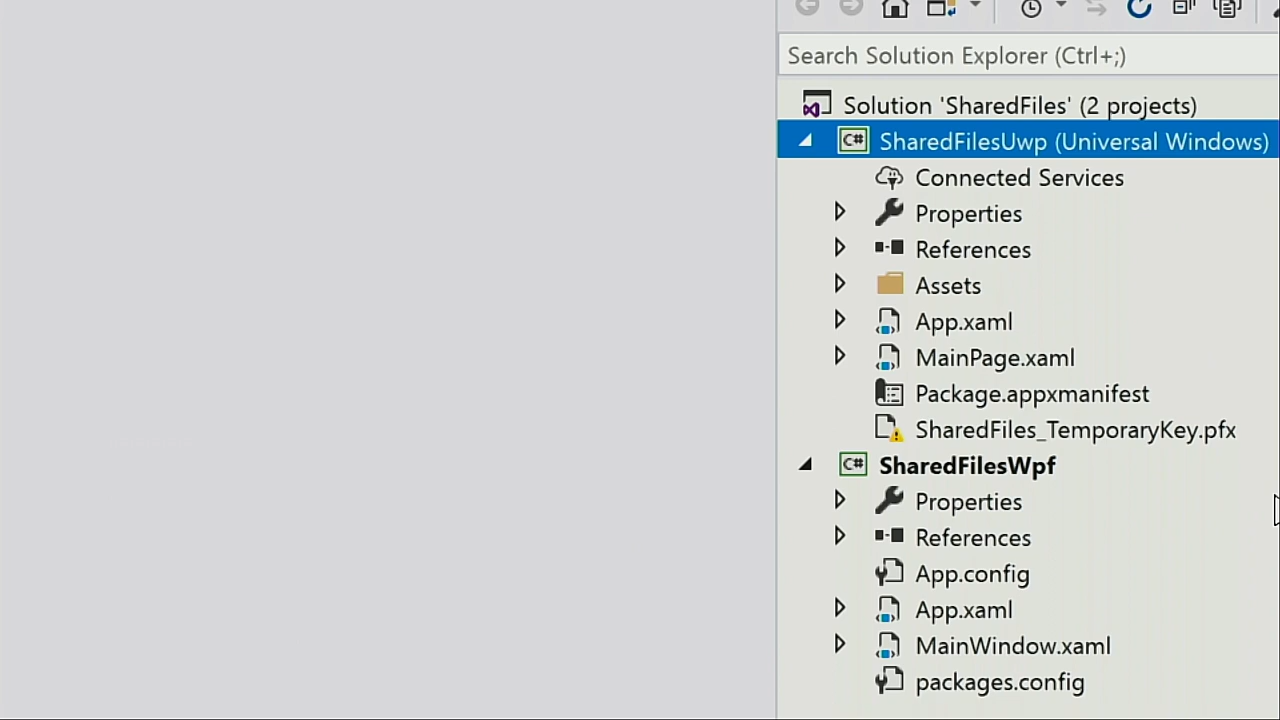 Search Solution Explorer (Ctrl+;)
Solution 'SharedFiles' (2 projects)
C# SharedFilesUwp (Universal Windows)
Connected Services
Properties
References
Assets
App.xaml
MainPage.xaml
Package.appxmanifest
SharedFiles_TemporaryKey.pfx
C# SharedFilesWpf
Properties
References
App.config
App.xaml
MainWindow.xaml
packages.config